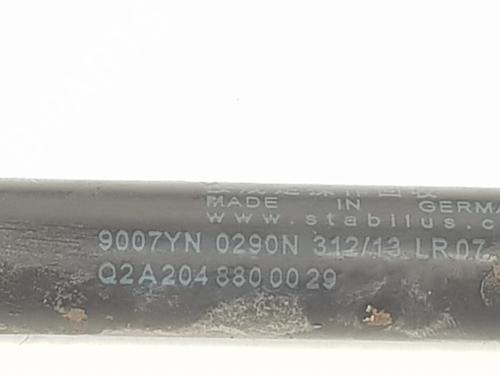 MADE IN GERMA
www.stabilus.c
9007YN 0290N 312/13 LR07
Q2A204 880 00 29